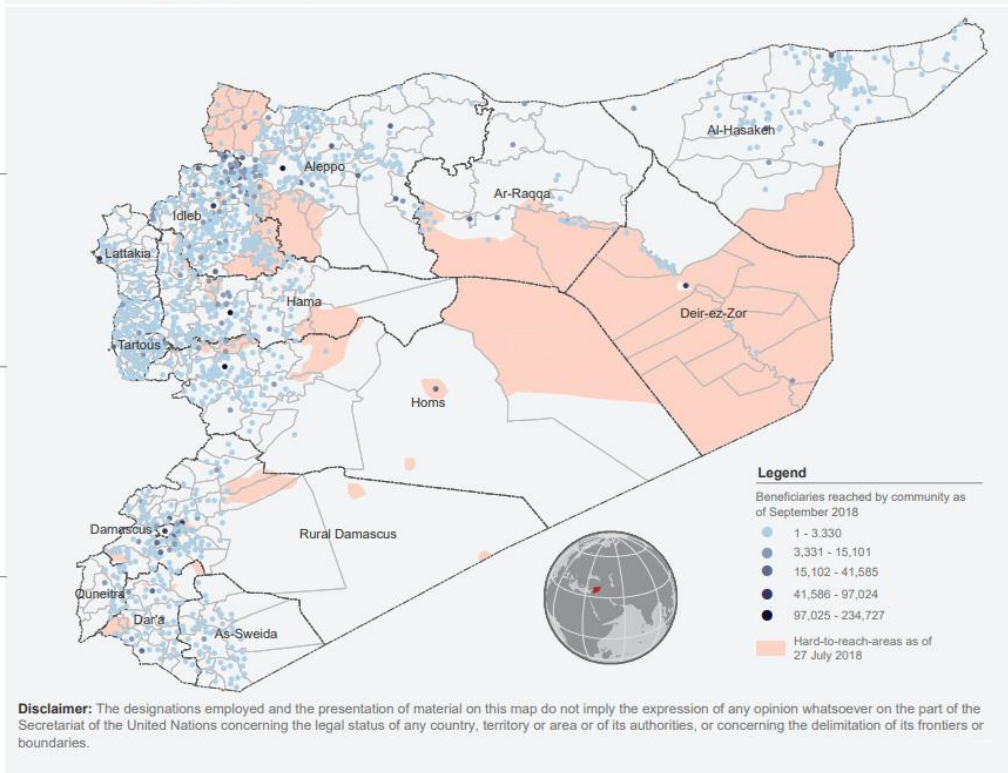 Al-Hasakeh
Aleppo
Ar-Raqqa
Idleb
Lattakia
Hama
Deir-ez-Zor
Tartous
Homs
Damascus
Rural Damascus
Quneitra
Dar'a
As-Sweida
Legend
Beneficiaries reached by community as
of September 2018
1 - 3.330
3,331 - 15,101
15,102 - 41,585
41,586 - 97,024
97,025 - 234,727
Hard-to-reach-areas as of
27 July 2018
Disclaimer: The designations employed and the presentation of material on this map do not imply the expression of any opinion whatsoever on the part of the
Secretariat of the United Nations concerning the legal status of any country, territory or area or of its authorities, or concerning the delimitation of its frontiers or
boundaries.